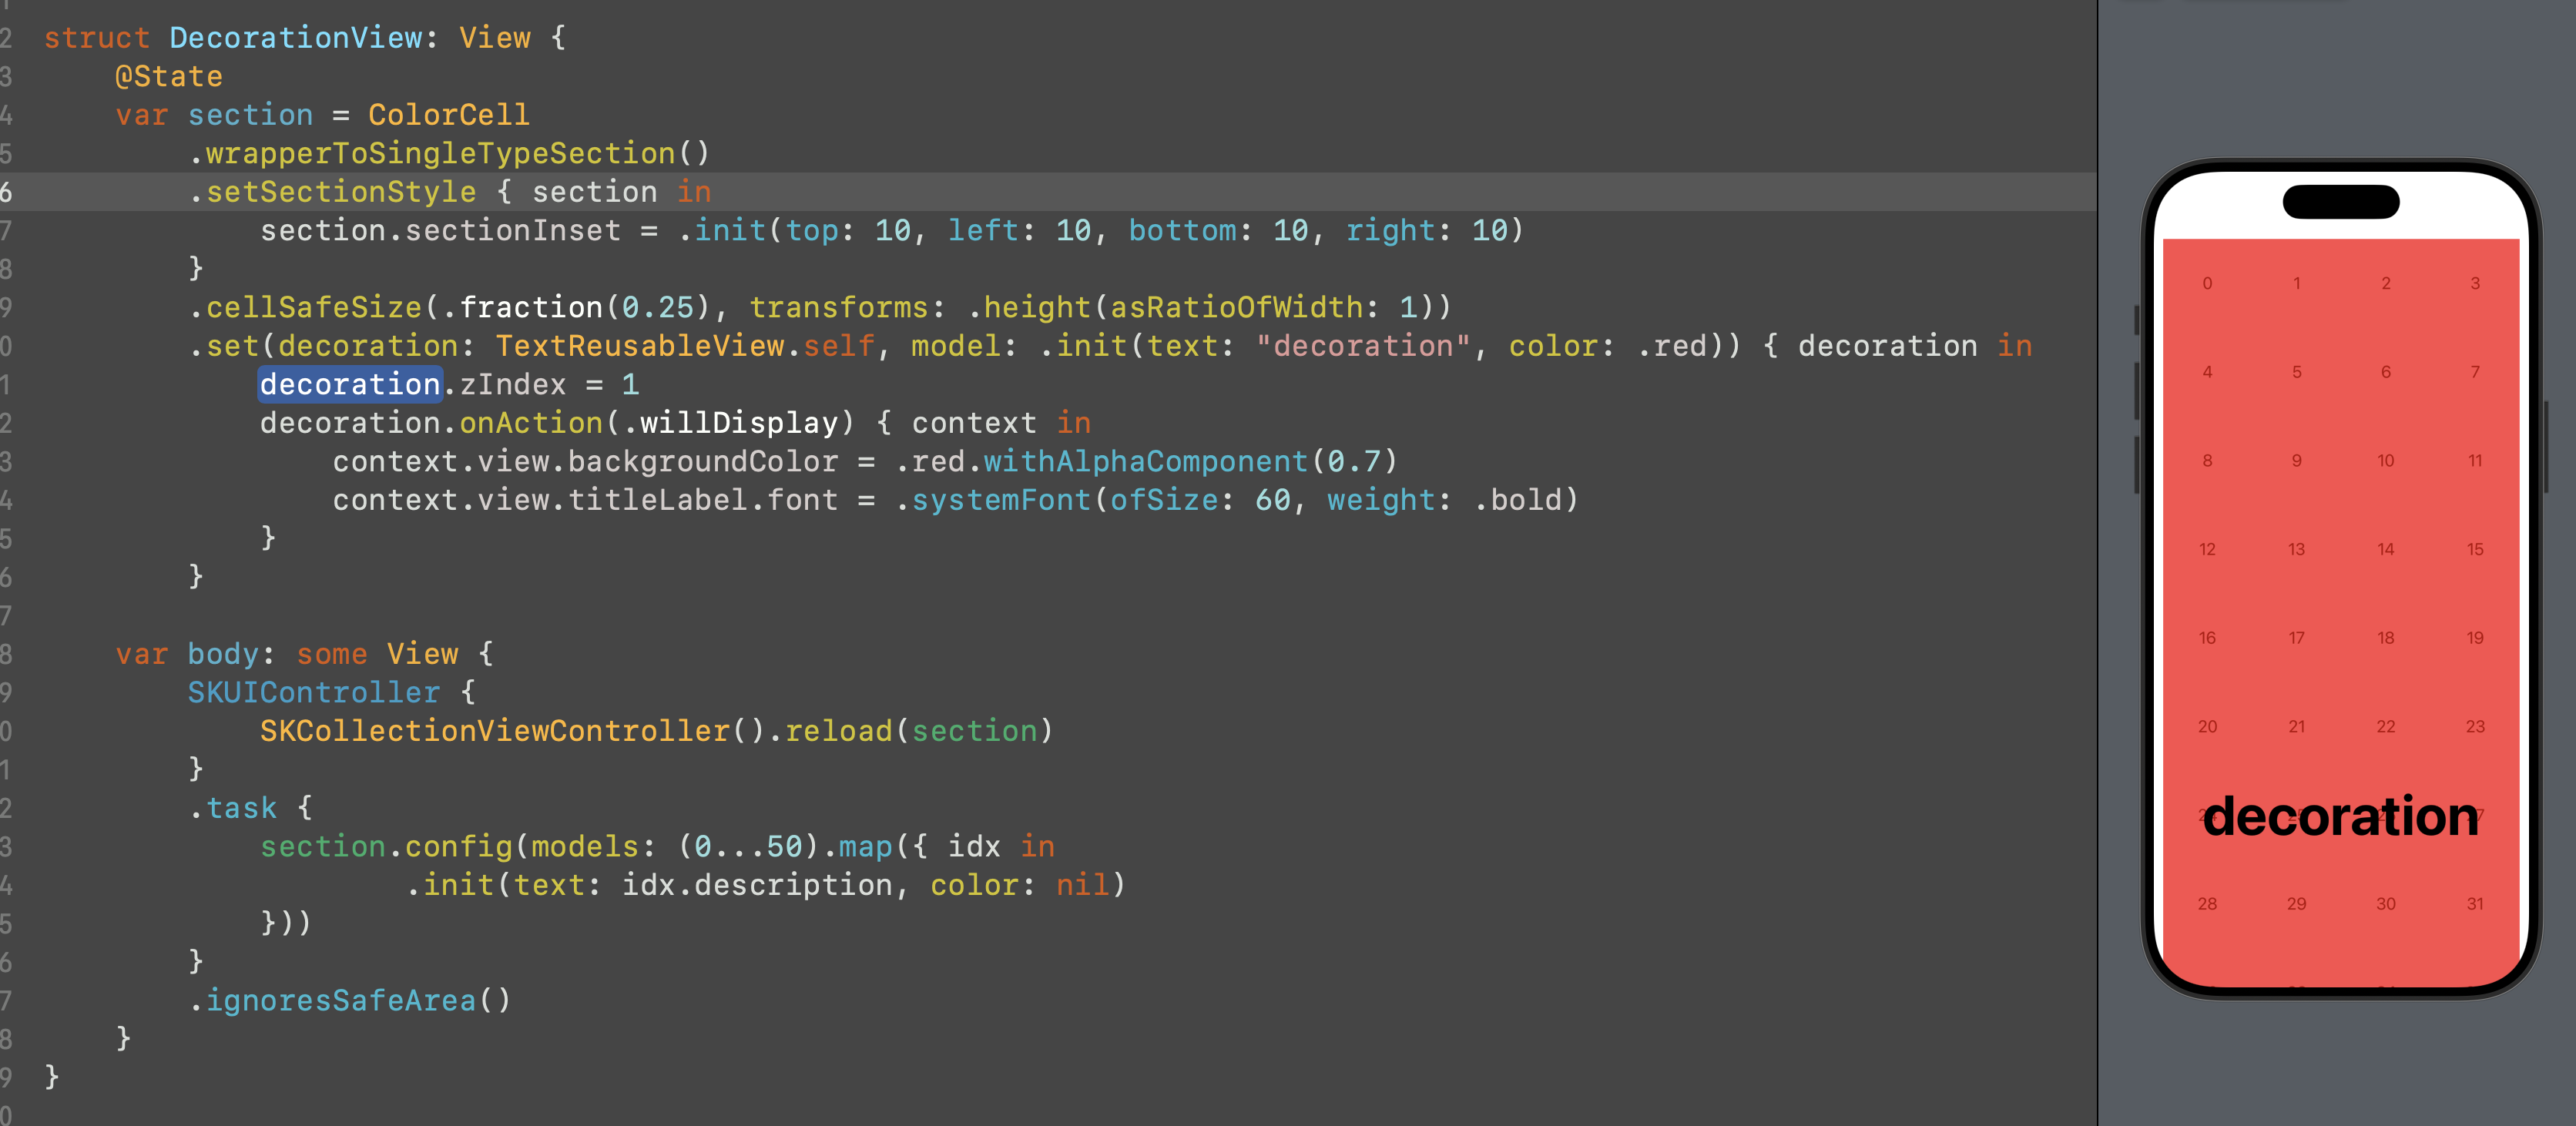 2 struct DecorationView: View {
3 @State
4 var section = ColorCell
5 .wrapperToSingleTypeSection()
6 .setSectionStyle { section in
7 section.sectionInset = .init(top: 10, left: 10, bottom: 10, right: 10)
8 }
9 .cellSafeSize(.fraction(0.25), transforms: .height(asRatioOfWidth: 1))
0 .set(decoration: TextReusableView.self, model: .init(text: "decoration", color: .red)) { decoration in
1 decoration.zIndex = 1
2 decoration.onAction(.willDisplay) { context in
3 context.view.backgroundColor = .red.withAlphaComponent(0.7)
4 context.view.titleLabel.font = .systemFont(ofSize: 60, weight: .bold)
5 }
6 }
7
8 var body: some View {
9 SKUIController {
0 SKCollectionViewController().reload(section)
1 }
2 .task {
3 section.config(models: (0...50).map({ idx in
4 .init(text: idx.description, color: nil)
5 }))
6 }
7 .ignoresSafeArea()
8 }
9 }
0
0 1 2 3
4 5 6 7
8 9 10 11
12 13 14 15
16 17 18 19
20 21 22 23
decoration
28 29 30 31